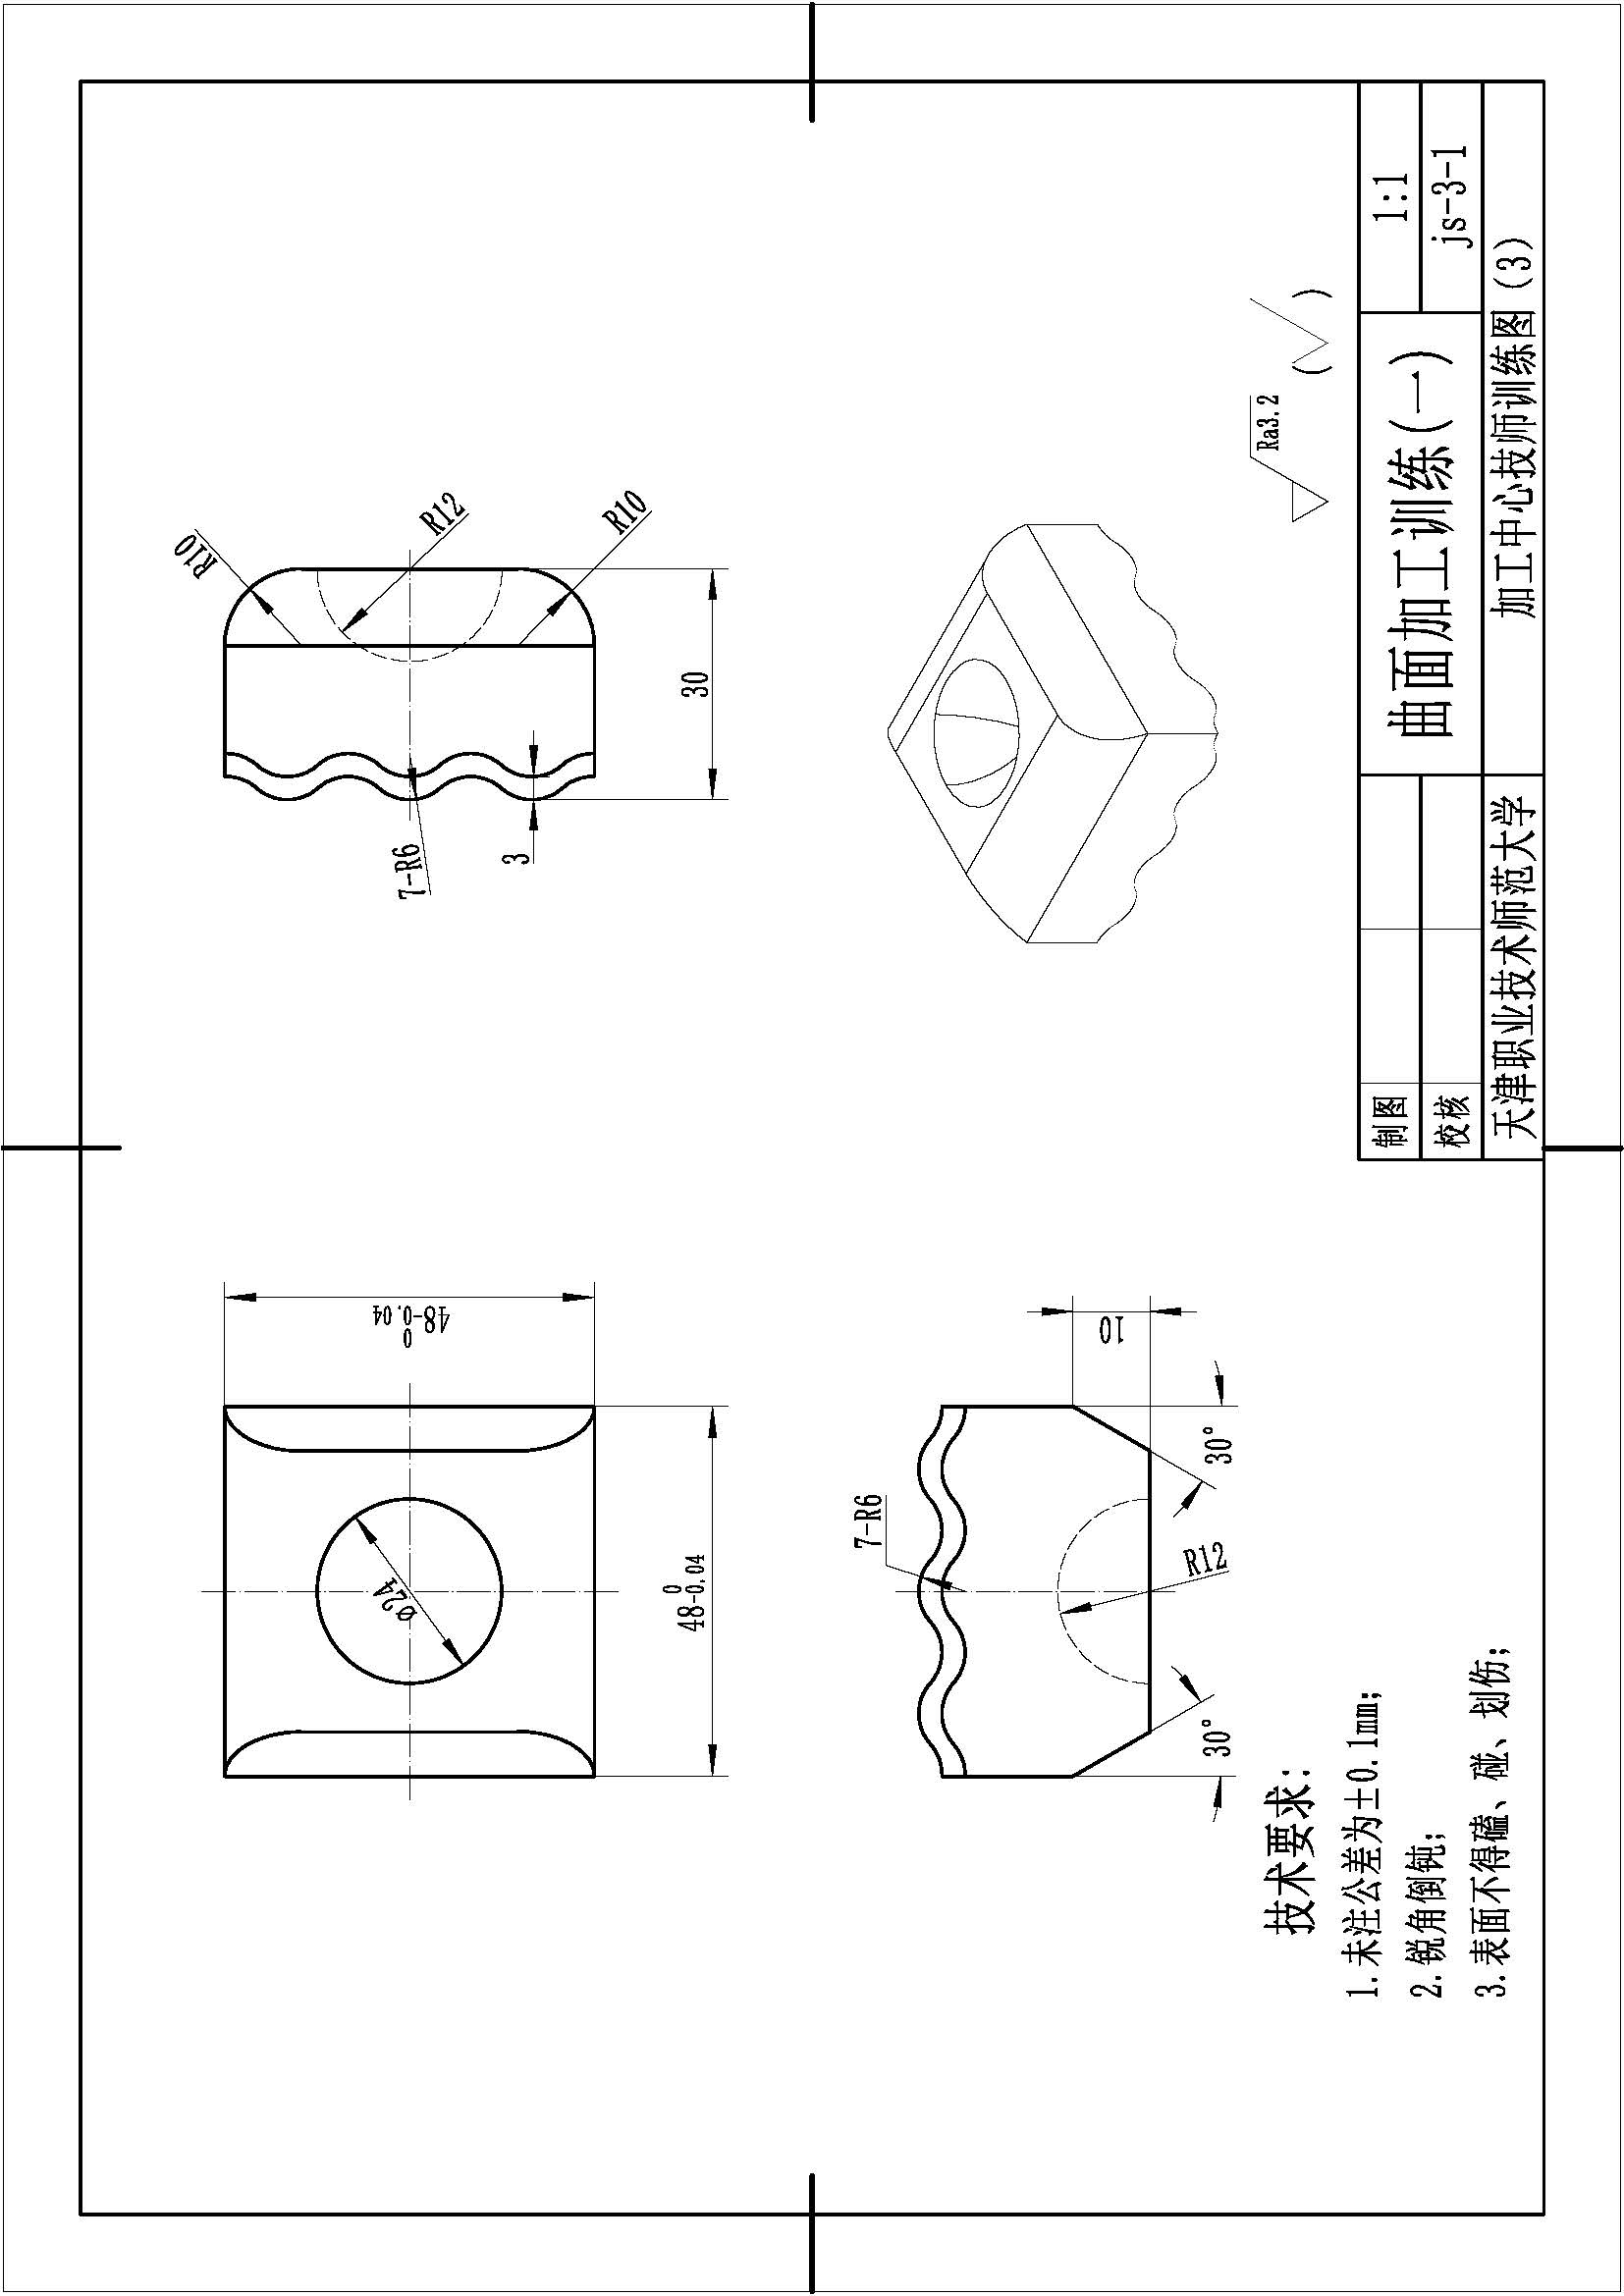 R10
ø24
48 0 -0.04
7-R6
R12
3
R10
48 0 -0.04
30
7-R6
10
30°
R12
30°
技术要求:
Ra3.2
( )
1.未注公差为±0.1mm;
2.锐角倒钝;
3.表面不得磕、碰、划伤;
制图
曲面加工训练(一)
1:1
校核
js-3-1
天津职业技术师范大学
加工中心技师训练图(3)